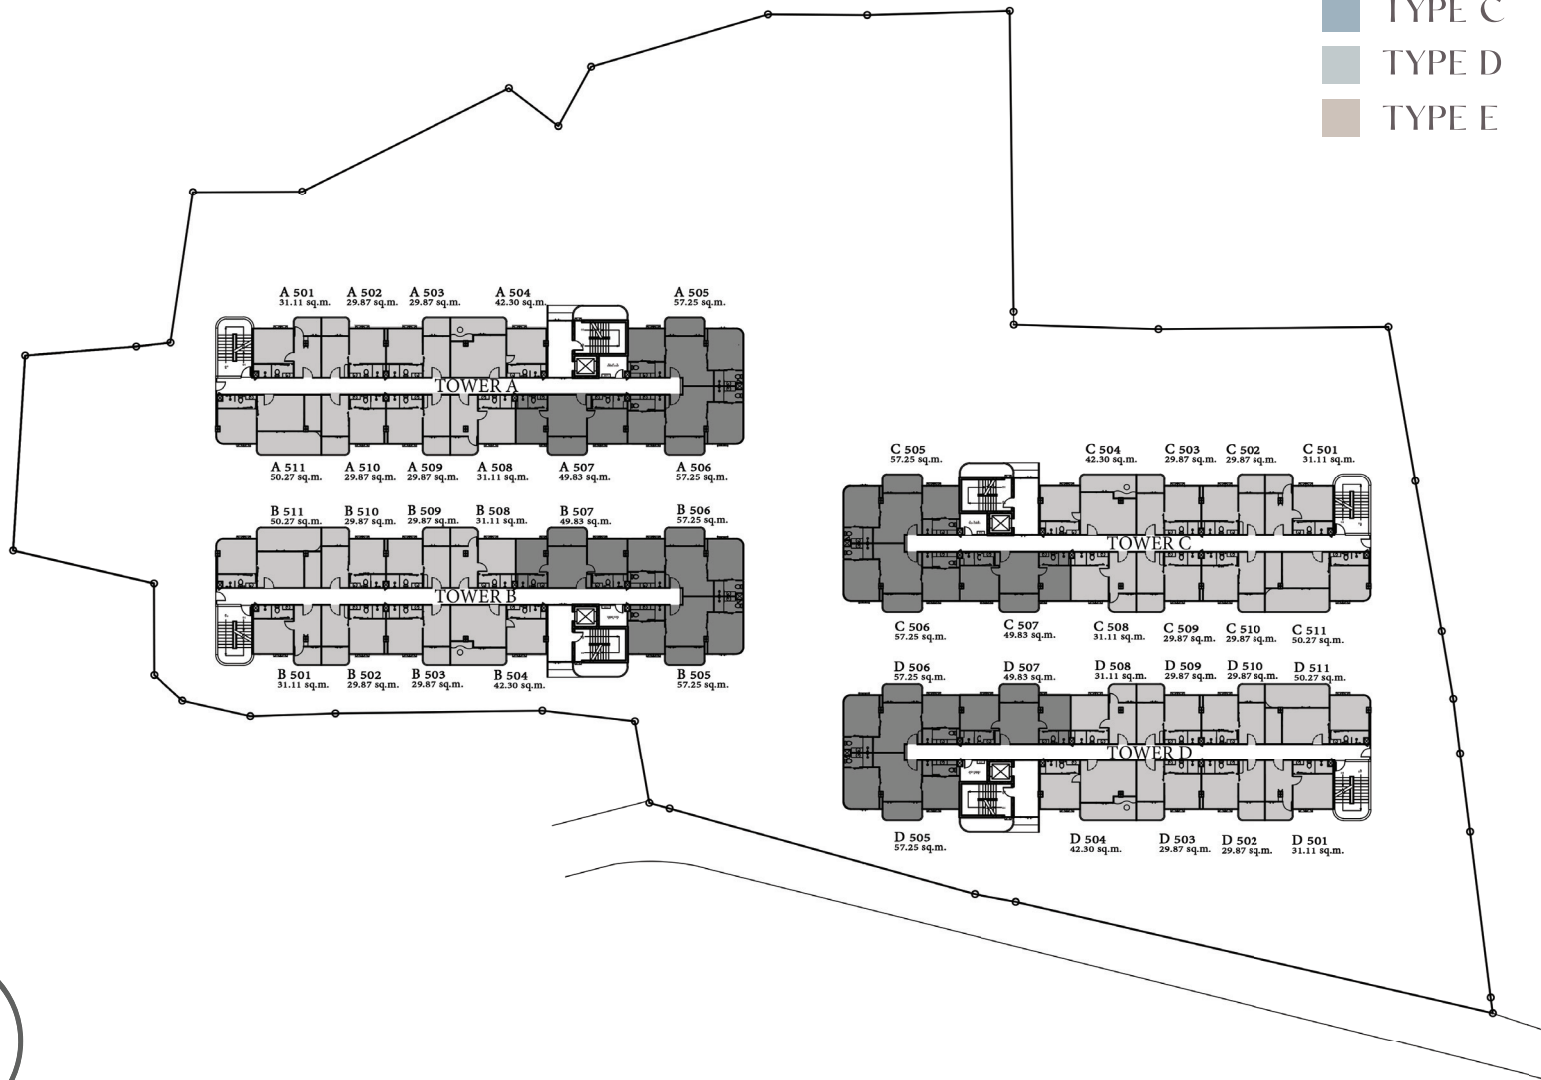 TYPE C
TYPE D
TYPE E
A 501
31.11 sq.m.
A 502
29.87 sq.m.
A 503
29.87 sq.m.
A 504
42.30 sq.m.
A 505
57.25 sq.m.
TOWER A
A 511
50.27 sq.m.
A 510
29.87 sq.m.
A 509
29.87 sq.m.
A 508
31.11 sq.m.
A 507
49.83 sq.m.
A 506
57.25 sq.m.
B 511
50.27 sq.m.
B 510
29.87 sq.m.
B 509
29.87 sq.m.
B 508
31.11 sq.m.
B 507
49.83 sq.m.
B 506
57.25 sq.m.
TOWER B
B 501
31.11 sq.m.
B 502
29.87 sq.m.
B 503
29.87 sq.m.
B 504
42.30 sq.m.
B 505
57.25 sq.m.
C 505
57.25 sq.m.
C 504
42.30 sq.m.
C 503
29.87 sq.m.
C 502
29.87 sq.m.
C 501
31.11 sq.m.
TOWER C
C 506
57.25 sq.m.
C 507
49.83 sq.m.
C 508
31.11 sq.m.
C 509
29.87 sq.m.
C 510
29.87 sq.m.
C 511
50.27 sq.m.
D 506
57.25 sq.m.
D 507
49.83 sq.m.
D 508
31.11 sq.m.
D 509
29.87 sq.m.
D 510
29.87 sq.m.
D 511
50.27 sq.m.
TOWER D
D 505
57.25 sq.m.
D 504
42.30 sq.m.
D 503
29.87 sq.m.
D 502
29.87 sq.m.
D 501
31.11 sq.m.